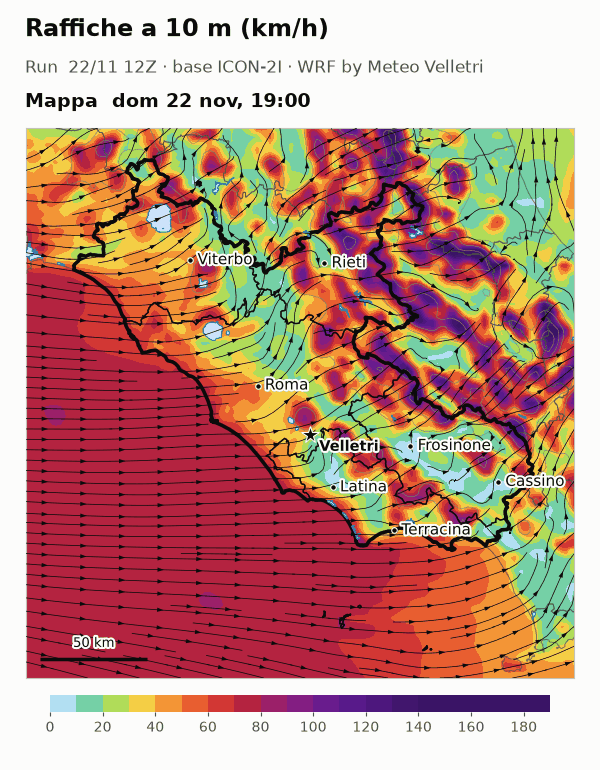 Raffiche a 10 m (km/h)
Run 22/11 12Z · base ICON-2I · WRF by Meteo Velletri
Mappa dom 22 nov, 19:00
Viterbo
Rieti
Roma
Velletri
Frosinone
Latina
Cassino
Terracina
50 km
0 20 40 60 80 100 120 140 160 180